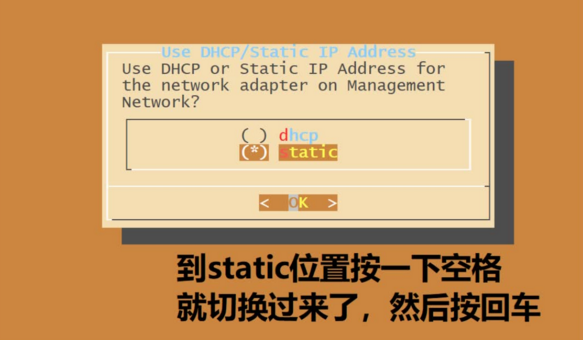 Use DHCP/Static IP Address
Use DHCP or Static IP Address for
the network adapter on Management
Network?
( ) dhcp
(*) static
< OK >
到static位置按一下空格
就切换过来了，然后按回车